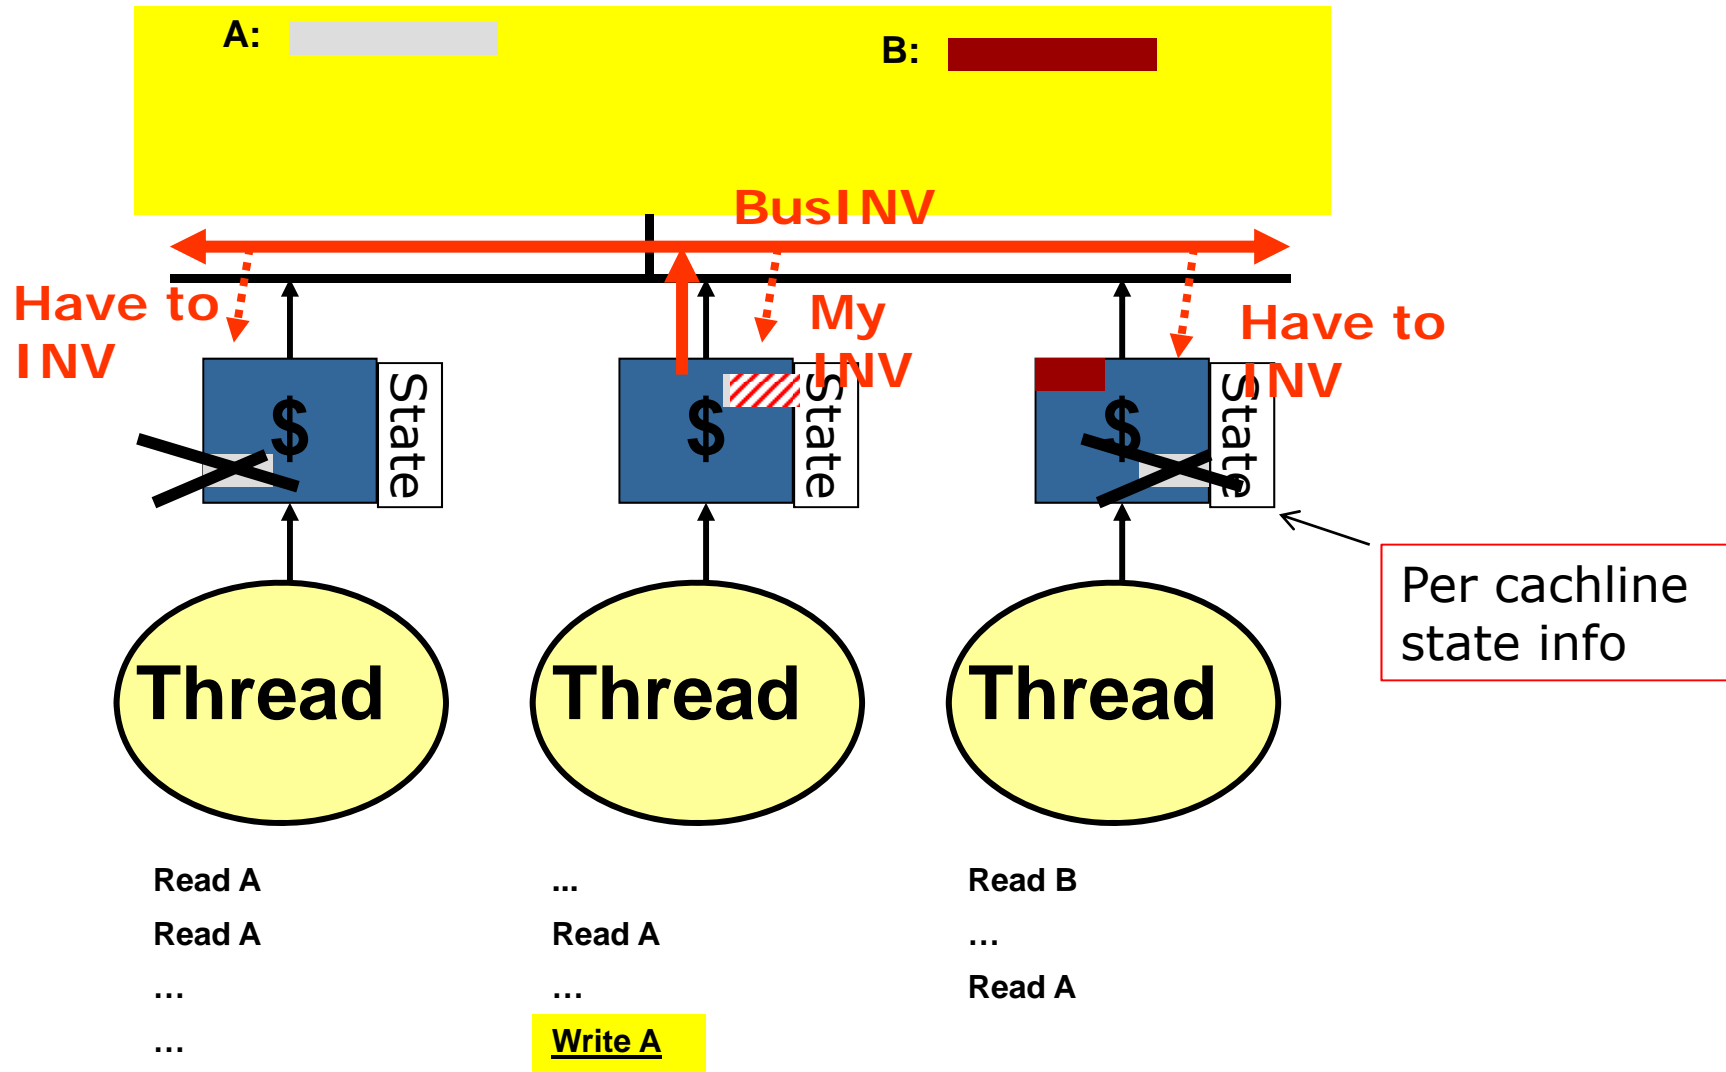 A:
B:
BusINV
Have to
INV
My
INV
Have to
INV
$
State
$
State
$
State
Per cachline
state info
Thread
Thread
Thread
Read A
...
Read B
Read A
Read A
…
…
…
Read A
…
Write A